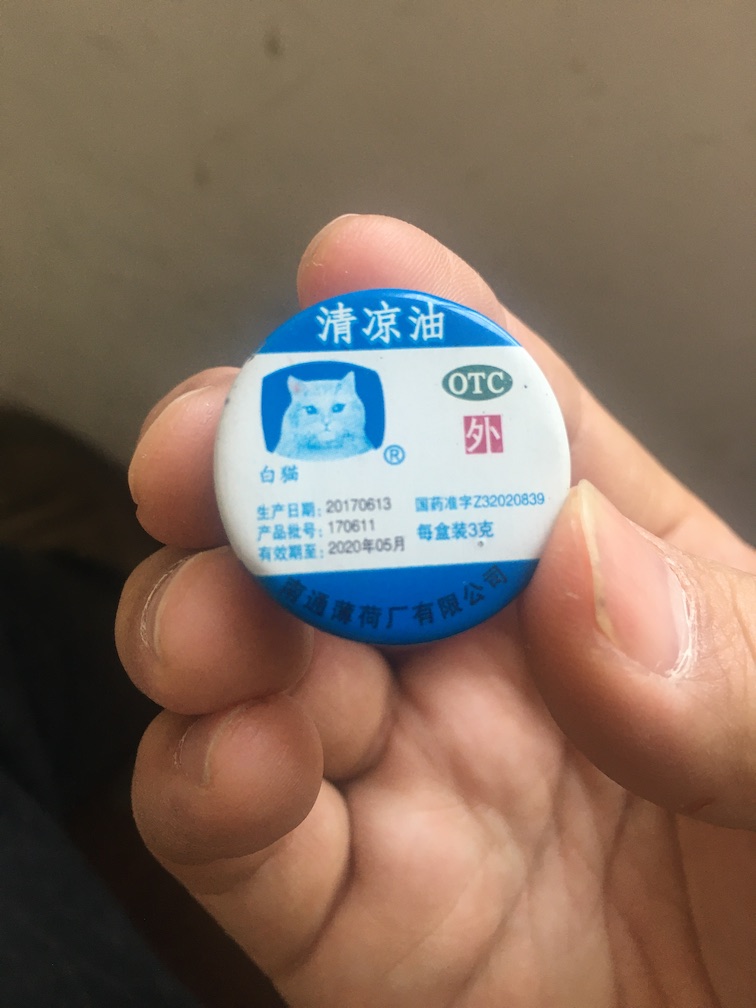 清凉油
OTC
外
®
白猫
生产日期: 20170613
产品批号: 170611
有效期至: 2020年05月
国药准字Z32020839
每盒装3克
南通薄荷厂有限公司